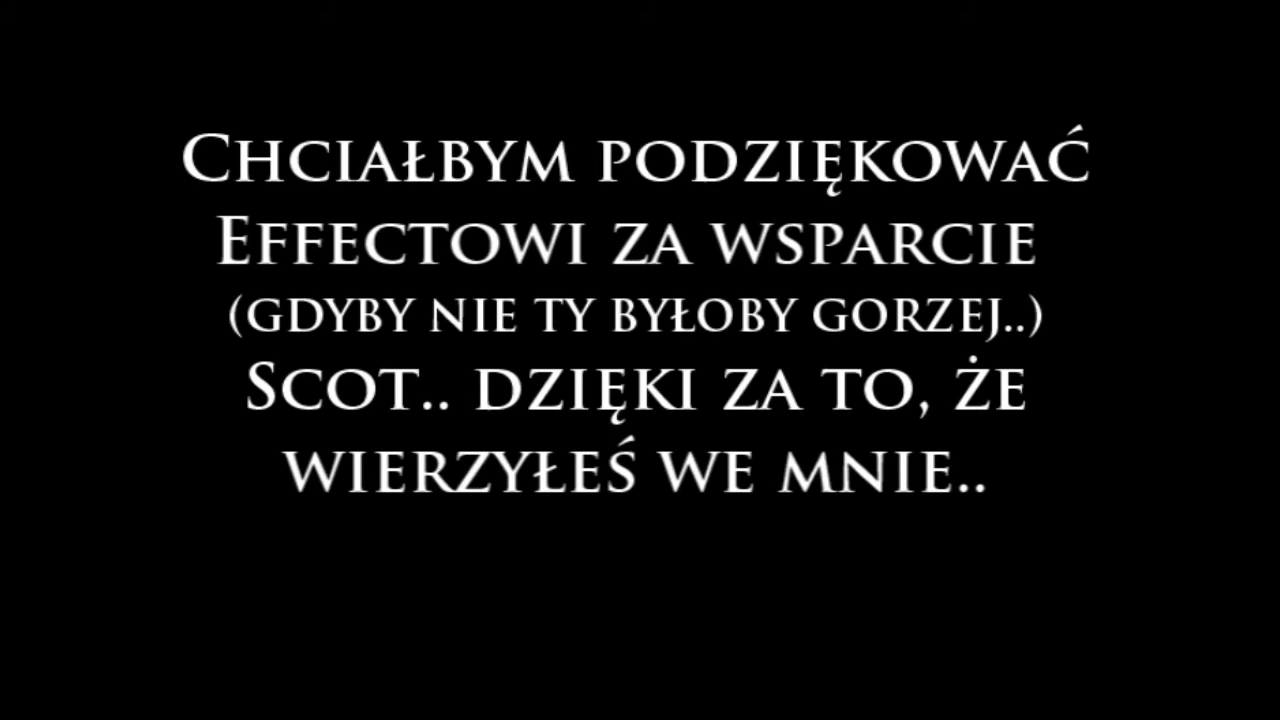 Chciałbym podziękować
Effectowi za wsparcie
(gdyby nie ty byłoby gorzej..)
Scot.. dzięki za to, że
wierzyłeś we mnie..